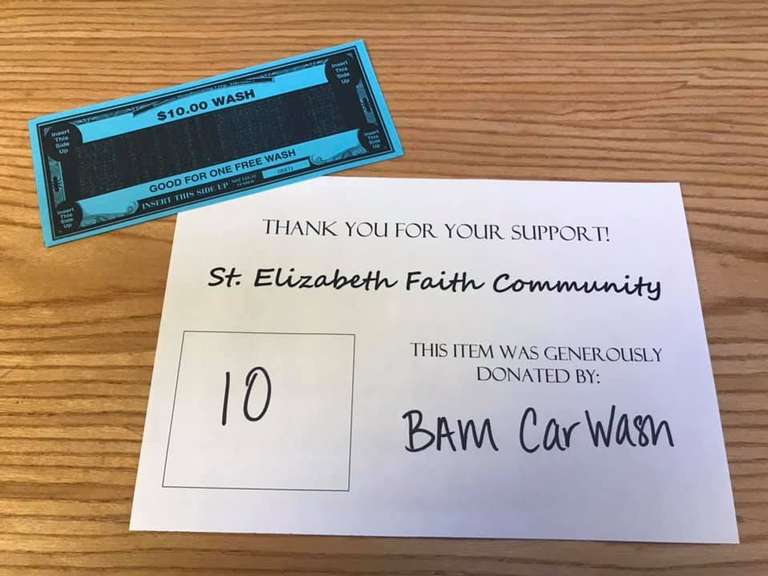 Insert
This
Side
Up
$10.00 WASH
Insert
This
Side
Up
Insert
This
Side
Up
GOOD FOR ONE FREE WASH
INSERT THIS SIDE UP
Insert
This
Side
Up
THANK YOU FOR YOUR SUPPORT!
St. Elizabeth Faith Community
10
THIS ITEM WAS GENEROUSLY
DONATED BY:
BAM Car Wash